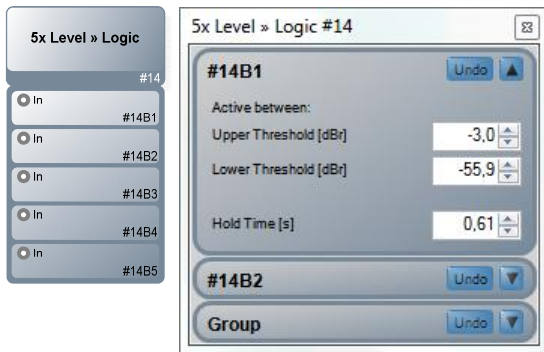 5x Level » Logic
#14
In
#14B1
In
#14B2
In
#14B3
In
#14B4
In
#14B5
5x Level » Logic #14
#14B1 Undo
Active between:
Upper Threshold [dBr] -3,0
Lower Threshold [dBr] -55,9
Hold Time [s] 0,61
#14B2 Undo
Group Undo